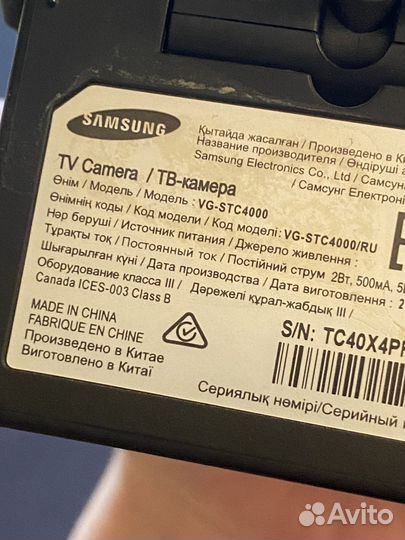 SAMSUNG
Қытайда жасалған / Произведено в Ки
Название производителя / Өндіруші а
Samsung Electronics Co., Ltd / Самсунг
/ Самсунг Електроні
TV Camera / ТВ-камера
Өнім / Модель / Модель : VG-STC4000
Өнімнің коды / Код модели / Код моделі: VG-STC4000/RU
Нәр беруші / Источник питания / Джерело живлення :
Тұрақты ток / Постоянный ток / Постійний струм 2Вт, 500мА, 5
Шығарылған күні / Дата производства / Дата виготовлення : 2
Оборудование класса III / Дәрежелі құрал-жабдық III /
Canada ICES-003 Class B
MADE IN CHINA
FABRIQUE EN CHINE
Произведено в Китае
Виготовлено в Китаї
S/N: TC40X4P
Сериялық нөмірі/Серийный
Avito